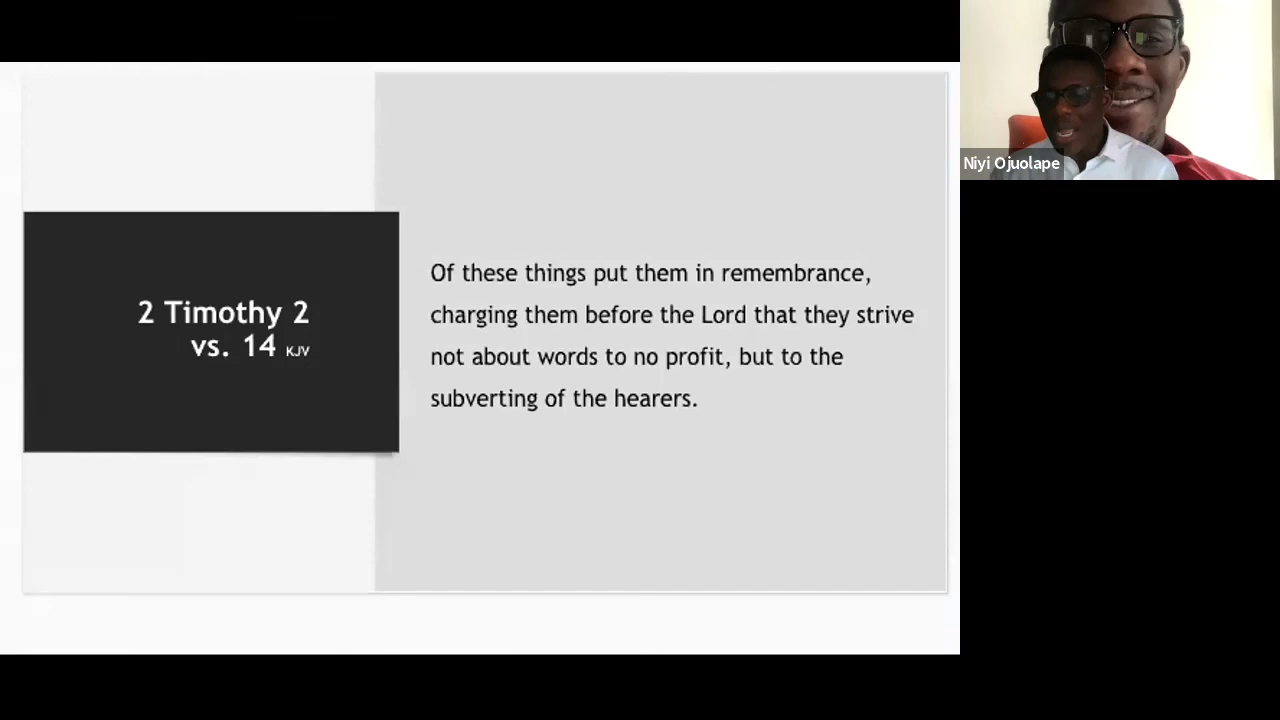 2 Timothy 2
vs. 14 KJV
Of these things put them in remembrance,
charging them before the Lord that they strive
not about words to no profit, but to the
subverting of the hearers.
Niyi Ojuolape